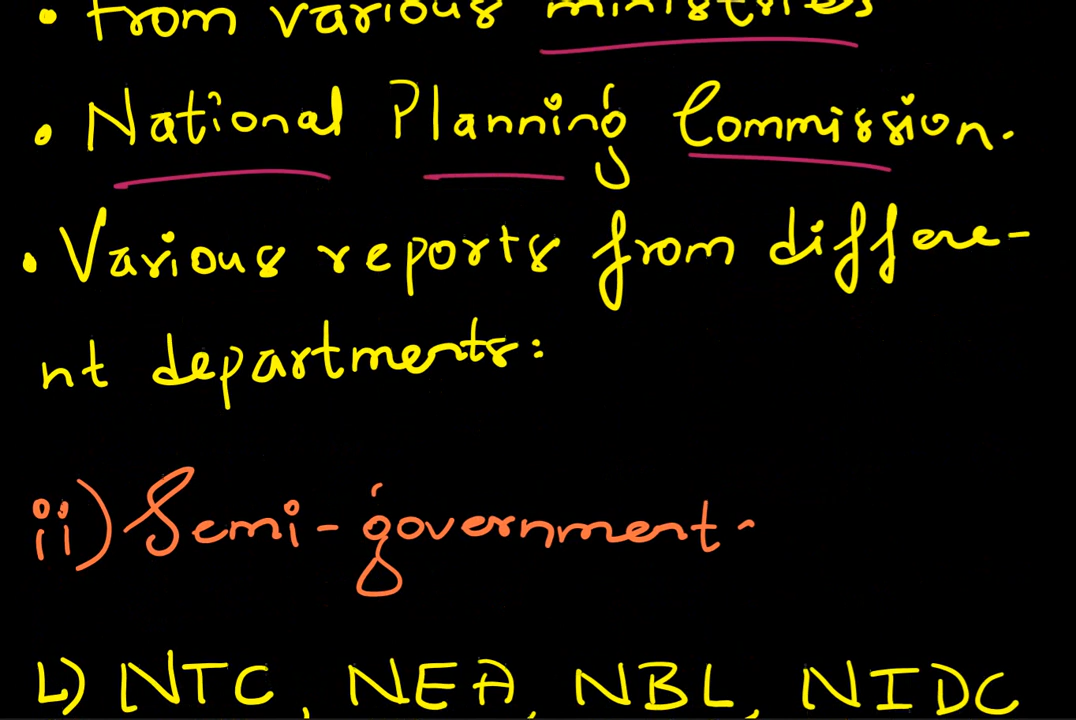 • from various ministries
• National Planning Commission.
• Various reports from differe-
nt departments:
ii) Semi-government-
L) NTC, NEA, NBL, NIDC